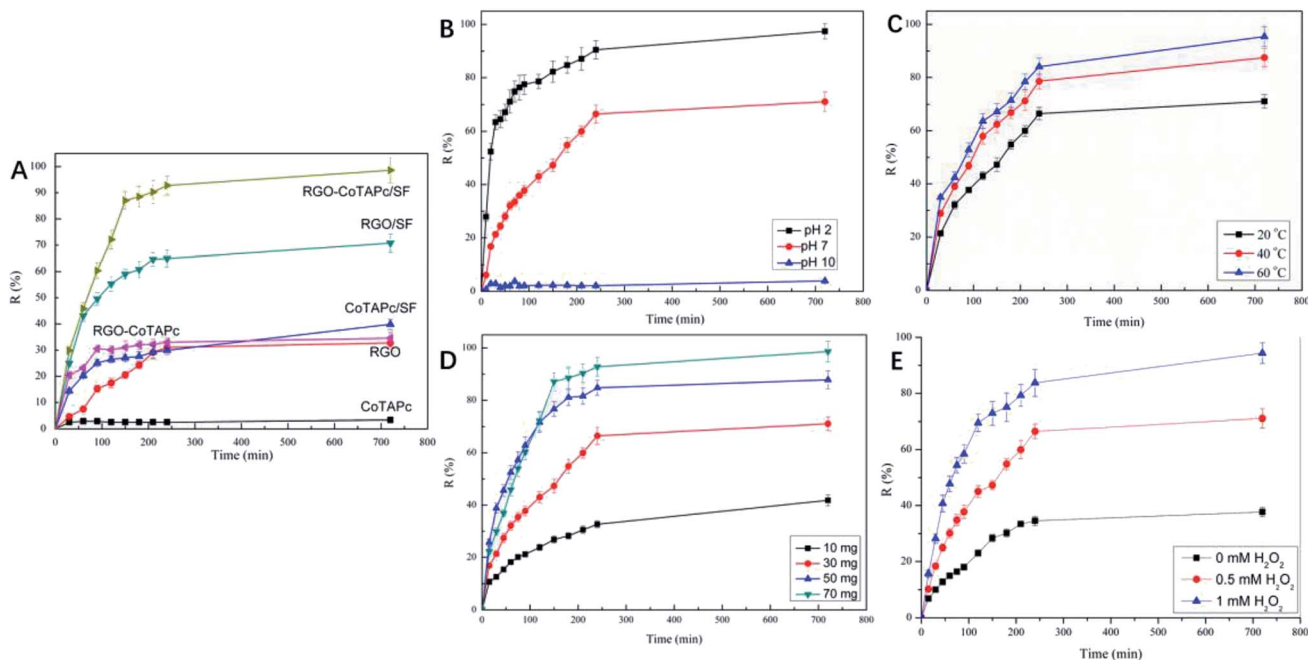 A
R (%)
100
90
80
70
60
50
40
30
20
10
0
RGO-CoTAPc/SF
RGO/SF
CoTAPc/SF
RGO-CoTAPc
RGO
CoTAPc
0 100 200 300 400 500 600 700 800
Time (min)
B
R (%)
100
80
60
40
20
0
pH 2
pH 7
pH 10
0 100 200 300 400 500 600 700 800
Time (min)
C
R (%)
100
80
60
40
20
0
20 °C
40 °C
60 °C
0 100 200 300 400 500 600 700 800
Time (min)
D
R (%)
100
80
60
40
20
0
10 mg
30 mg
50 mg
70 mg
0 100 200 300 400 500 600 700 800
Time (min)
E
R (%)
100
80
60
40
20
0
0 mM H₂O₂
0.5 mM H₂O₂
1 mM H₂O₂
0 100 200 300 400 500 600 700 800
Time (min)